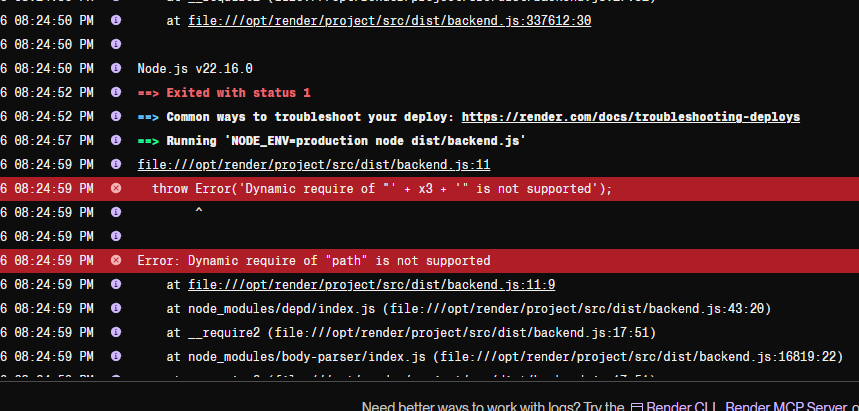 6 08:24:50 PM at file:///opt/render/project/src/dist/backend.js:337612:30
6 08:24:50 PM
6 08:24:50 PM Node.js v22.16.0
6 08:24:52 PM ==> Exited with status 1
6 08:24:52 PM ==> Common ways to troubleshoot your deploy: https://render.com/docs/troubleshooting-deploys
6 08:24:57 PM ==> Running 'NODE_ENV=production node dist/backend.js'
6 08:24:59 PM file:///opt/render/project/src/dist/backend.js:11
6 08:24:59 PM throw Error('Dynamic require of "' + x3 + '" is not supported');
6 08:24:59 PM ^
6 08:24:59 PM
6 08:24:59 PM Error: Dynamic require of "path" is not supported
6 08:24:59 PM at file:///opt/render/project/src/dist/backend.js:11:9
6 08:24:59 PM at node_modules/depd/index.js (file:///opt/render/project/src/dist/backend.js:43:20)
6 08:24:59 PM at __require2 (file:///opt/render/project/src/dist/backend.js:17:51)
6 08:24:59 PM at node_modules/body-parser/index.js (file:///opt/render/project/src/dist/backend.js:16819:22)
Need better ways to work with logs? Try the Render CLI, Render MCP Server